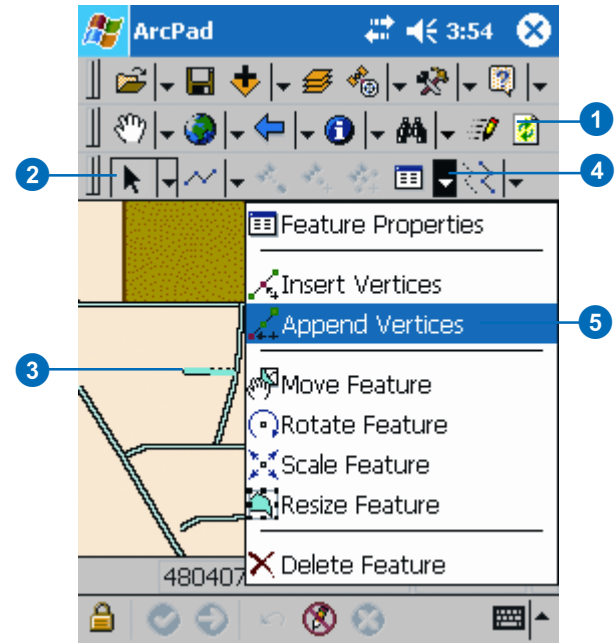 ArcPad 3:54
1
2
4
Feature Properties
Insert Vertices
Append Vertices
5
3
Move Feature
Rotate Feature
Scale Feature
Resize Feature
Delete Feature
480407